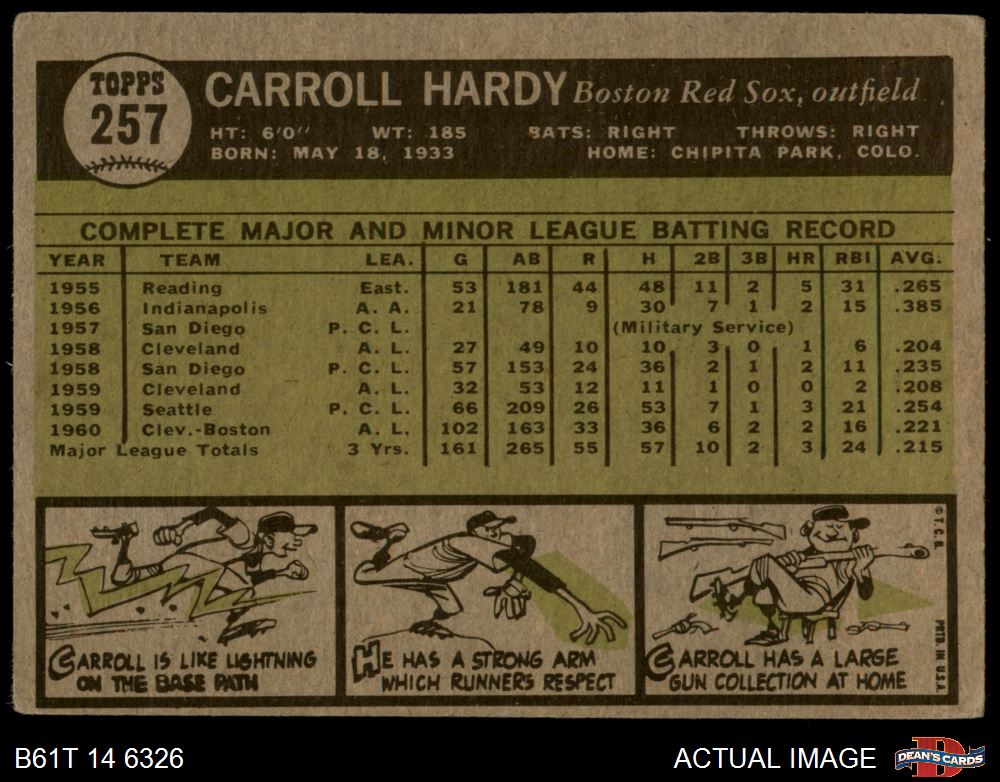 TOPPS
257
CARROLL HARDY Boston Red Sox, outfield
HT: 6'0" WT: 185 BATS: RIGHT THROWS: RIGHT
BORN: MAY 18, 1933 HOME: CHIPITA PARK, COLO.
COMPLETE MAJOR AND MINOR LEAGUE BATTING RECORD
YEAR TEAM LEA. G AB R H 2B 3B HR RBI AVG.
1955 Reading East. 53 181 44 48 11 2 5 31 .265
1956 Indianapolis A. A. 21 78 9 30 7 1 2 15 .385
1957 San Diego P. C. L. (Military Service)
1958 Cleveland A. L. 27 49 10 10 3 0 1 6 .204
1958 San Diego P. C. L. 57 153 24 36 2 1 2 11 .235
1959 Cleveland A. L. 32 53 12 11 1 0 0 2 .208
1959 Seattle P. C. L. 66 209 26 53 7 1 3 21 .254
1960 Clev.-Boston A. L. 102 163 33 36 6 2 2 16 .221
Major League Totals 3 Yrs. 161 265 55 57 10 2 3 24 .215
CARROLL IS LIKE LIGHTNING
ON THE BASE PATH
HE HAS A STRONG ARM
WHICH RUNNERS RESPECT
CARROLL HAS A LARGE
GUN COLLECTION AT HOME
© T.C.G.
PRTD. IN U.S.A.
B61T 14 6326
ACTUAL IMAGE
D
DEAN'S CARDS